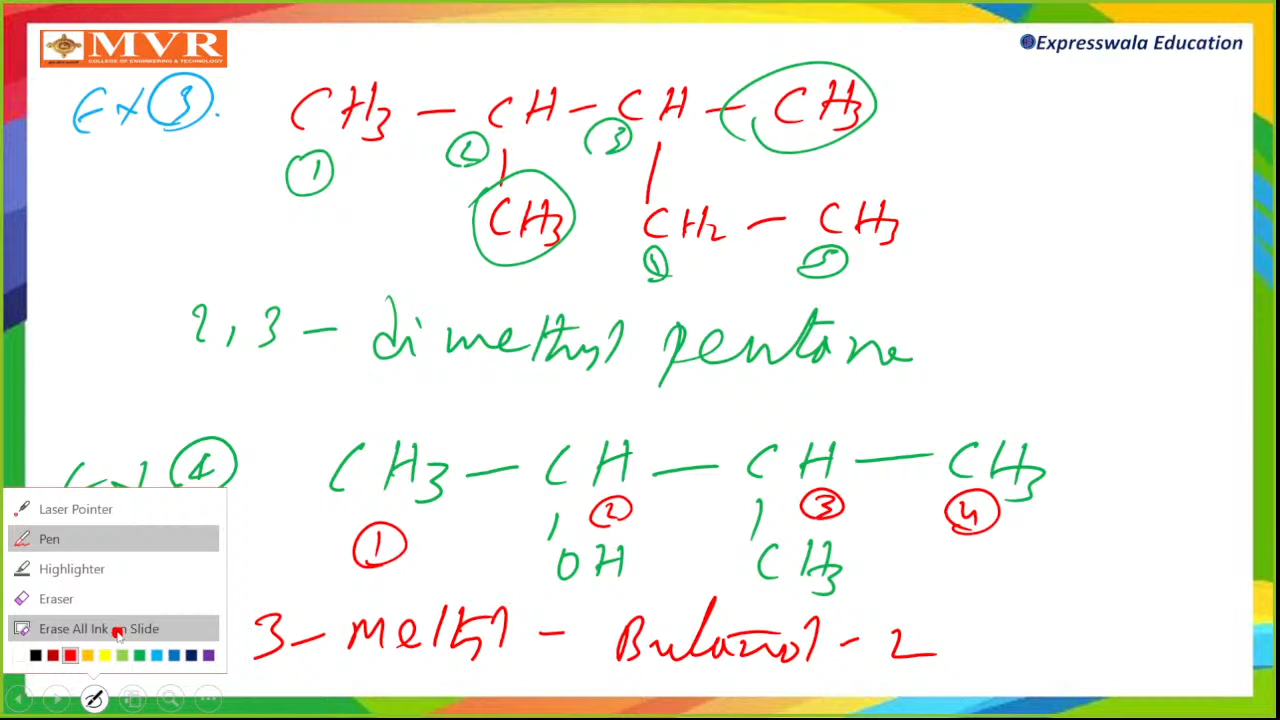 MVR
COLLEGE OF ENGINEERING & TECHNOLOGY
Expresswala Education
Ex 3.
CH3 — CH — CH — CH3
1 2 3
CH3 CH2 — CH3
5
2,3 - dimethyl pentane
4 CH3 — CH — CH — CH3
1 2 3 4
OH CH3
3 - methyl - Butanol - 2
Laser Pointer
Pen
Highlighter
Eraser
Erase All Ink on Slide